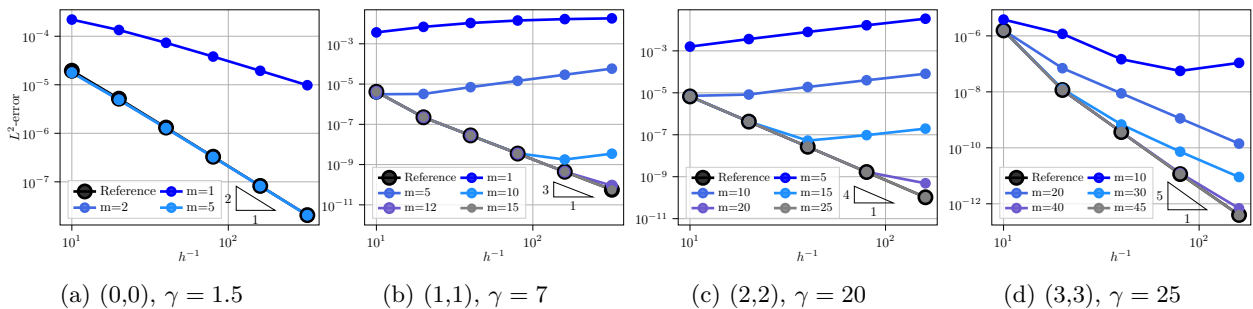 10⁻⁴
10⁻⁵
10⁻⁶
10⁻⁷
L²-error
Reference
m=1
m=2
m=5
2
1
10¹
10²
h⁻¹
(a) (0,0), γ = 1.5
10⁻³
10⁻⁵
10⁻⁷
10⁻⁹
10⁻¹¹
Reference
m=1
m=5
m=10
m=12
m=15
3
1
10¹
10²
h⁻¹
(b) (1,1), γ = 7
10⁻³
10⁻⁵
10⁻⁷
10⁻⁹
10⁻¹¹
Reference
m=5
m=10
m=15
m=20
m=25
4
1
10¹
10²
h⁻¹
(c) (2,2), γ = 20
10⁻⁶
10⁻⁸
10⁻¹⁰
10⁻¹²
Reference
m=10
m=20
m=30
m=40
m=45
5
1
10¹
10²
h⁻¹
(d) (3,3), γ = 25